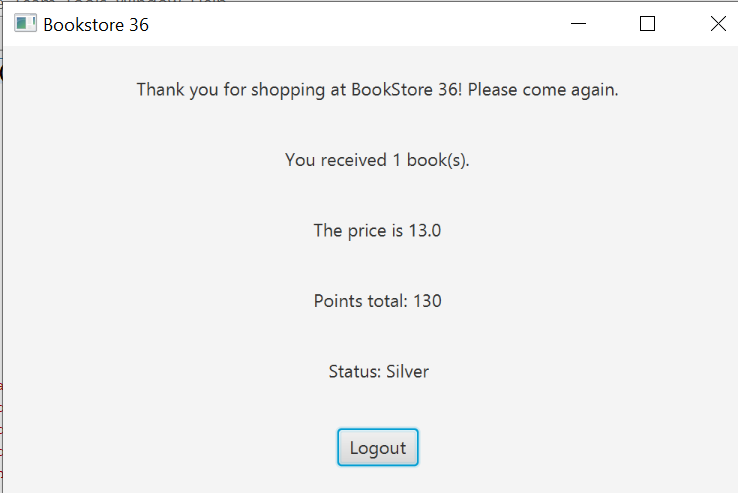 Bookstore 36
Thank you for shopping at BookStore 36! Please come again.
You received 1 book(s).
The price is 13.0
Points total: 130
Status: Silver
Logout